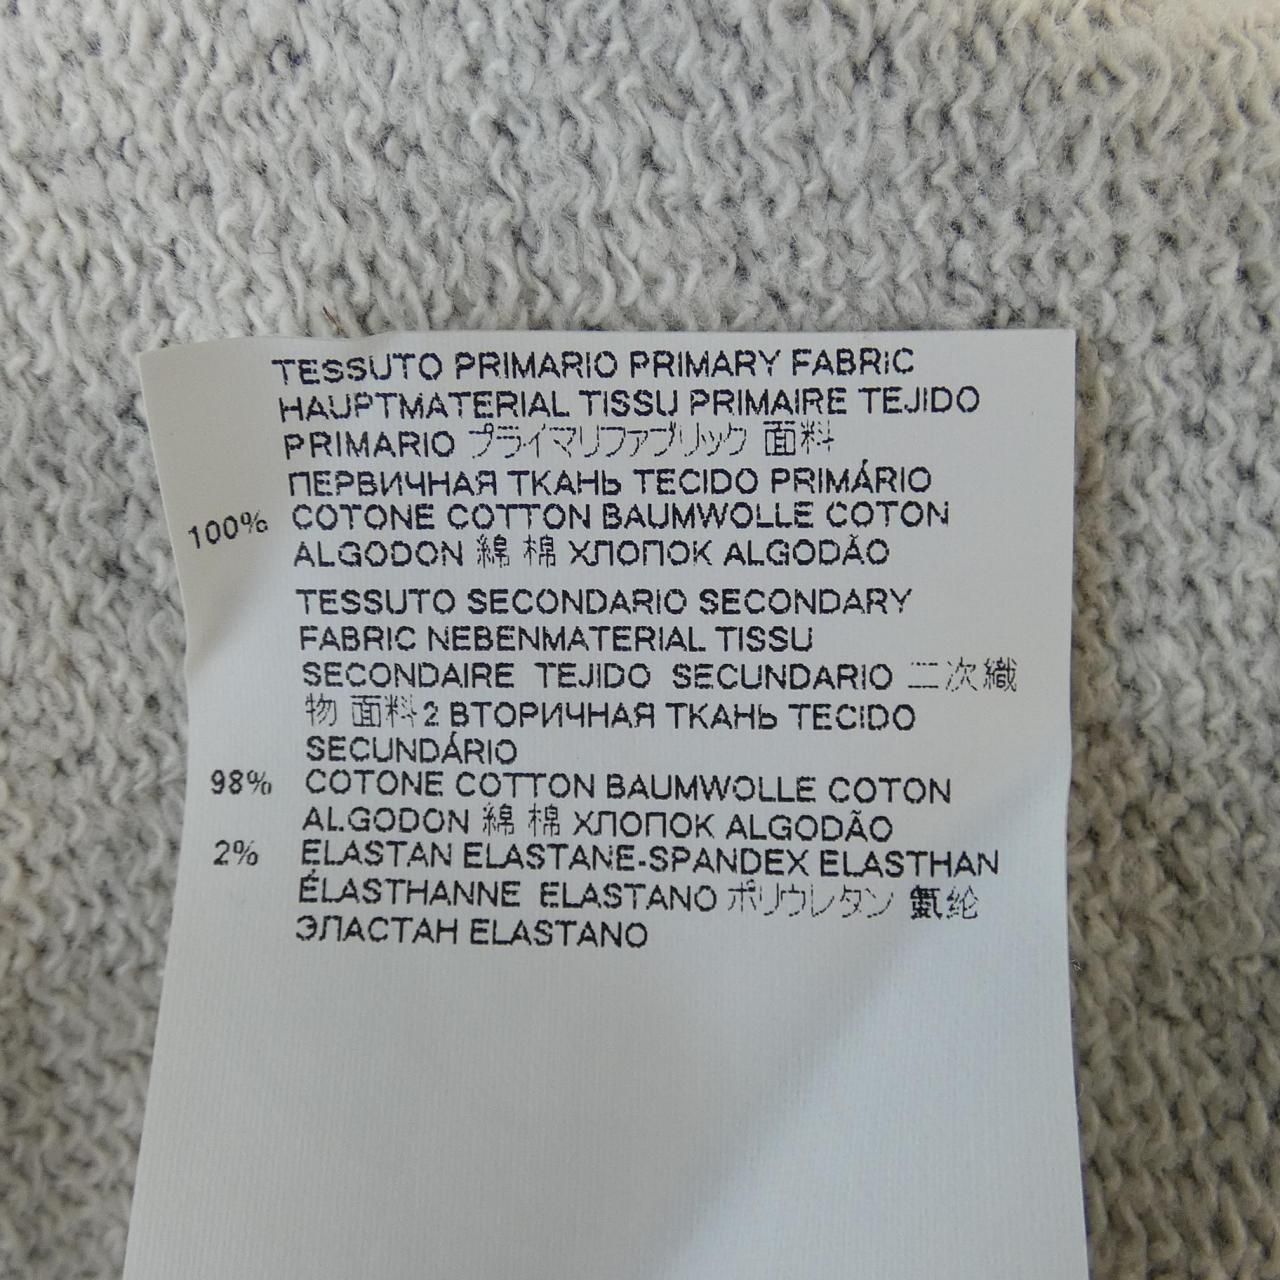 TESSUTO PRIMARIO PRIMARY FABRIC
HAUPTMATERIAL TISSU PRIMAIRE TEJIDO
PRIMARIO プライマリファブリック 面料
ПЕРВИЧНАЯ ТКАНЬ TECIDO PRIMÁRIO
100% COTONE COTTON BAUMWOLLE COTON
ALGODON 綿 棉 ХЛОПОК ALGODÃO
TESSUTO SECONDARIO SECONDARY
FABRIC NEBENMATERIAL TISSU
SECONDAIRE TEJIDO SECUNDARIO 二次織
物 面料2 ВТОРИЧНАЯ ТКАНЬ TECIDO
SECUNDÁRIO
98% COTONE COTTON BAUMWOLLE COTON
ALGODON 綿 棉 ХЛОПОК ALGODÃO
2% ELASTAN ELASTANE-SPANDEX ELASTHAN
ÉLASTHANNE ELASTANO ポリウレタン 氨纶
ЭЛАСТАН ELASTANO